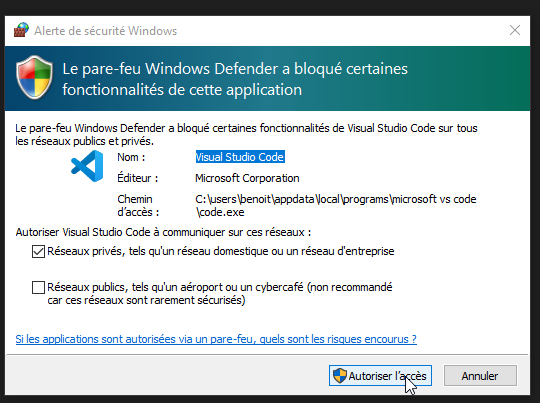 Alerte de sécurité Windows
Le pare-feu Windows Defender a bloqué certaines
fonctionnalités de cette application
Le pare-feu Windows Defender a bloqué certaines fonctionnalités de Visual Studio Code sur tous
les réseaux publics et privés.
Nom : Visual Studio Code
Éditeur : Microsoft Corporation
Chemin C:\users\benoit\appdata\local\programs\microsoft vs code
d'accès : \code.exe
Autoriser Visual Studio Code à communiquer sur ces réseaux :
Réseaux privés, tels qu'un réseau domestique ou un réseau d'entreprise
Réseaux publics, tels qu'un aéroport ou un cybercafé (non recommandé
car ces réseaux sont rarement sécurisés)
Si les applications sont autorisées via un pare-feu, quels sont les risques encourus ?
Autoriser l'accès Annuler